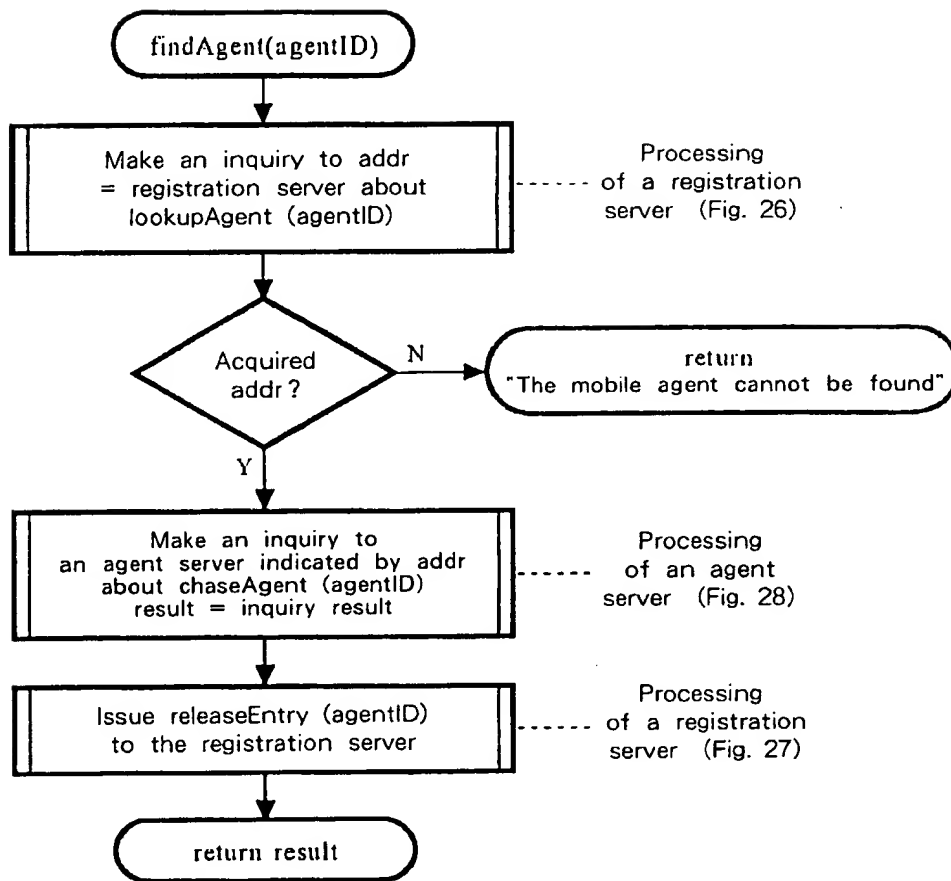 findAgent(agentID)
Make an inquiry to addr
= registration server about
lookupAgent (agentID)
Processing
of a registration
server (Fig. 26)
Acquired
addr ?
N
return
"The mobile agent cannot be found"
Y
Make an inquiry to
an agent server indicated by addr
about chaseAgent (agentID)
result = inquiry result
Processing
of an agent
server (Fig. 28)
Issue releaseEntry (agentID)
to the registration server
Processing
of a registration
server (Fig. 27)
return result